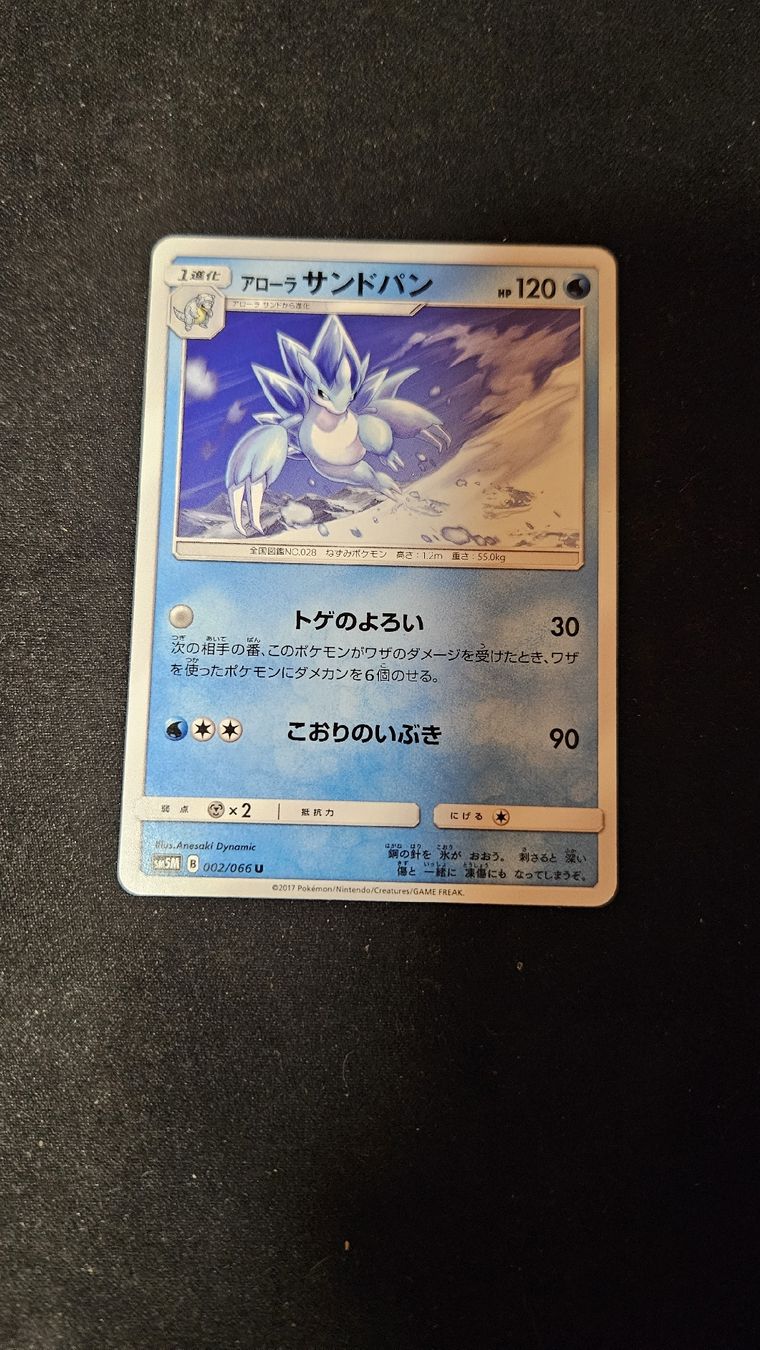 1進化 アローラ サンドパン HP 120
アローラ サンドから進化
全国図鑑NO.028 ねずみポケモン 高さ：1.2m 重さ：55.0kg
トゲのよろい 30
次の相手の番、このポケモンがワザのダメージを受けたとき、ワザ
を使ったポケモンにダメカンを6個のせる。
こおりのいぶき 90
弱点 ×2 抵抗力 にげる
Illus.Anesaki Dynamic
鋼の針を 氷が おおう。 刺さると 深い
傷と 一緒に 凍傷にも なってしまうぞ。
SM5M B 002/066 U
©2017 Pokémon/Nintendo/Creatures/GAME FREAK.